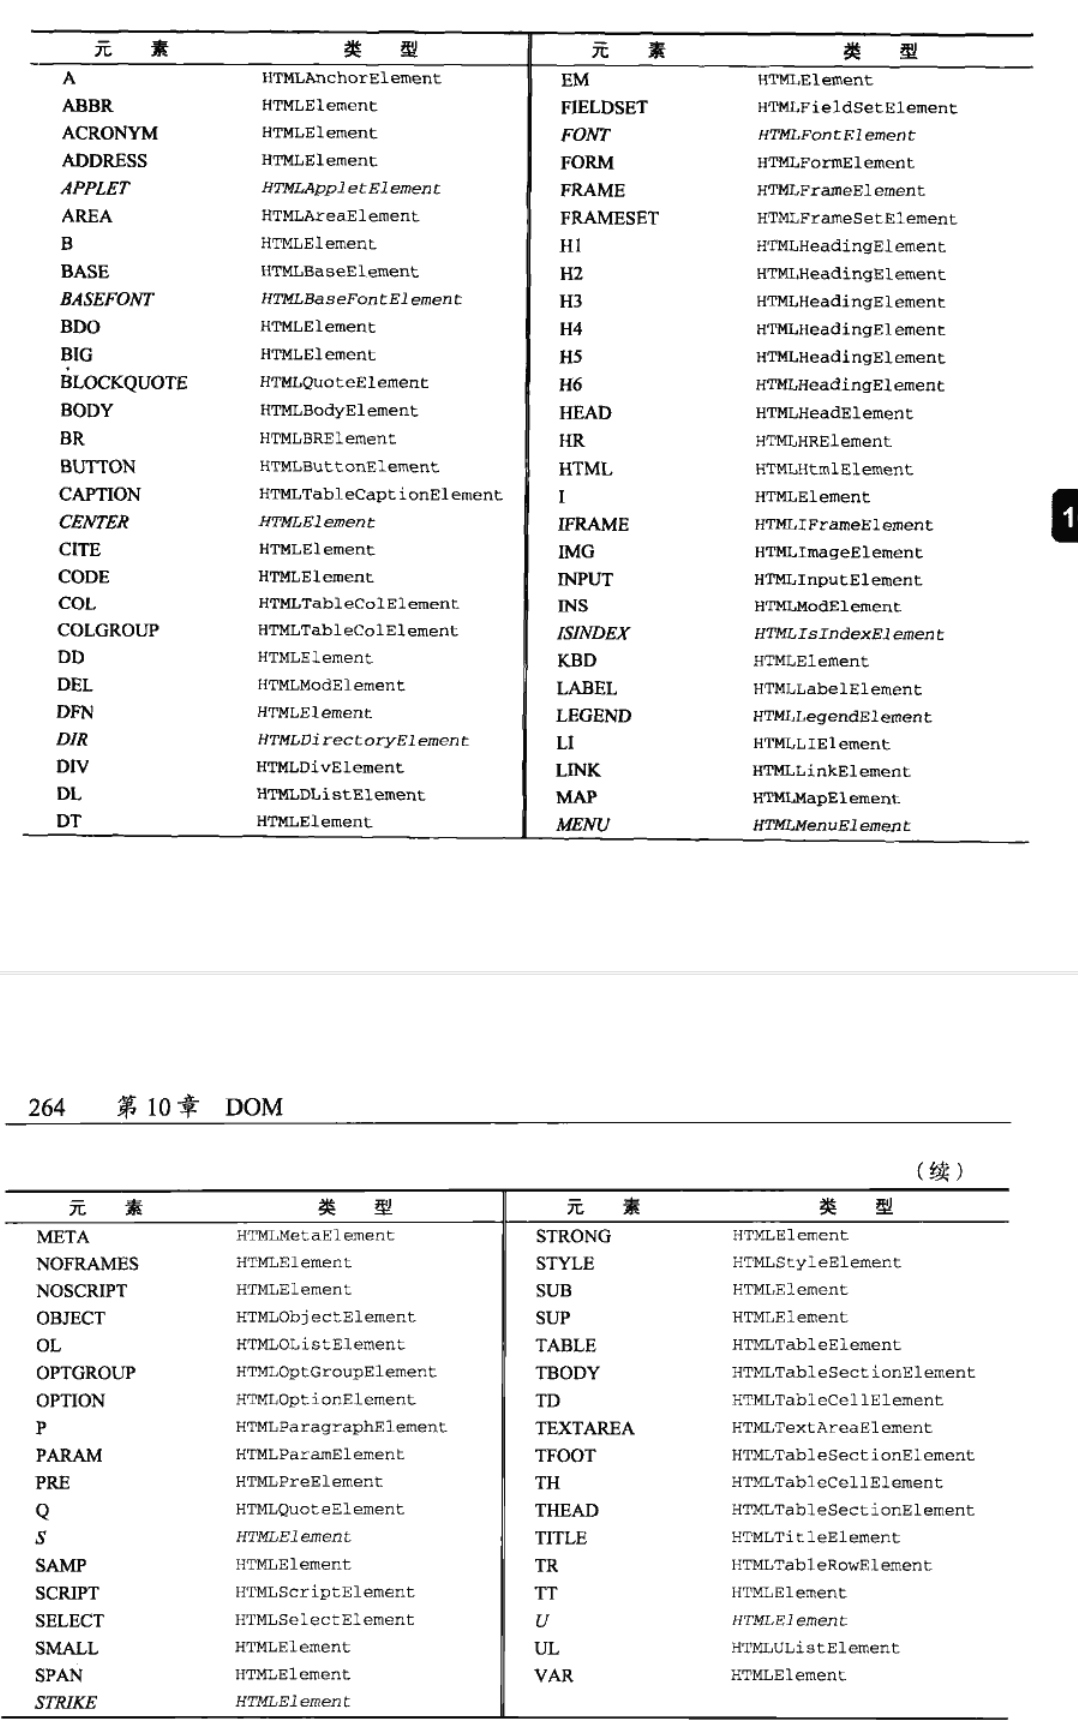 元 素 类 型 元 素 类 型
A HTMLAnchorElement EM HTMLElement
ABBR HTMLElement FIELDSET HTMLFieldSetElement
ACRONYM HTMLElement FONT HTMLFontElement
ADDRESS HTMLElement FORM HTMLFormElement
APPLET HTMLAppletElement FRAME HTMLFrameElement
AREA HTMLAreaElement FRAMESET HTMLFrameSetElement
B HTMLElement H1 HTMLHeadingElement
BASE HTMLBaseElement H2 HTMLHeadingElement
BASEFONT HTMLBaseFontElement H3 HTMLHeadingElement
BDO HTMLElement H4 HTMLHeadingElement
BIG HTMLElement H5 HTMLHeadingElement
BLOCKQUOTE HTMLQuoteElement H6 HTMLHeadingElement
BODY HTMLBodyElement HEAD HTMLHeadElement
BR HTMLBRElement HR HTMLHRElement
BUTTON HTMLButtonElement HTML HTMLHtmlElement
CAPTION HTMLTableCaptionElement I HTMLElement
1
CENTER HTMLElement IFRAME HTMLIFrameElement
CITE HTMLElement IMG HTMLImageElement
CODE HTMLElement INPUT HTMLInputElement
COL HTMLTableColElement INS HTMLModElement
COLGROUP HTMLTableColElement ISINDEX HTMLIsIndexElement
DD HTMLElement KBD HTMLElement
DEL HTMLModElement LABEL HTMLLabelElement
DFN HTMLElement LEGEND HTMLLegendElement
DIR HTMLDirectoryElement LI HTMLLIElement
DIV HTMLDivElement LINK HTMLLinkElement
DL HTMLDListElement MAP HTMLMapElement
DT HTMLElement MENU HTMLMenuElement
264 第 10 章 DOM
（续）
元 素 类 型 元 素 类 型
META HTMLMetaElement STRONG HTMLElement
NOFRAMES HTMLElement STYLE HTMLStyleElement
NOSCRIPT HTMLElement SUB HTMLElement
OBJECT HTMLObjectElement SUP HTMLElement
OL HTMLOListElement TABLE HTMLTableElement
OPTGROUP HTMLOptGroupElement TBODY HTMLTableSectionElement
OPTION HTMLOptionElement TD HTMLTableCellElement
P HTMLParagraphElement TEXTAREA HTMLTextAreaElement
PARAM HTMLParamElement TFOOT HTMLTableSectionElement
PRE HTMLPreElement TH HTMLTableCellElement
Q HTMLQuoteElement THEAD HTMLTableSectionElement
S HTMLElement TITLE HTMLTitleElement
SAMP HTMLElement TR HTMLTableRowElement
SCRIPT HTMLScriptElement TT HTMLElement
SELECT HTMLSelectElement U HTMLElement
SMALL HTMLElement UL HTMLUListElement
SPAN HTMLElement VAR HTMLElement
STRIKE HTMLElement